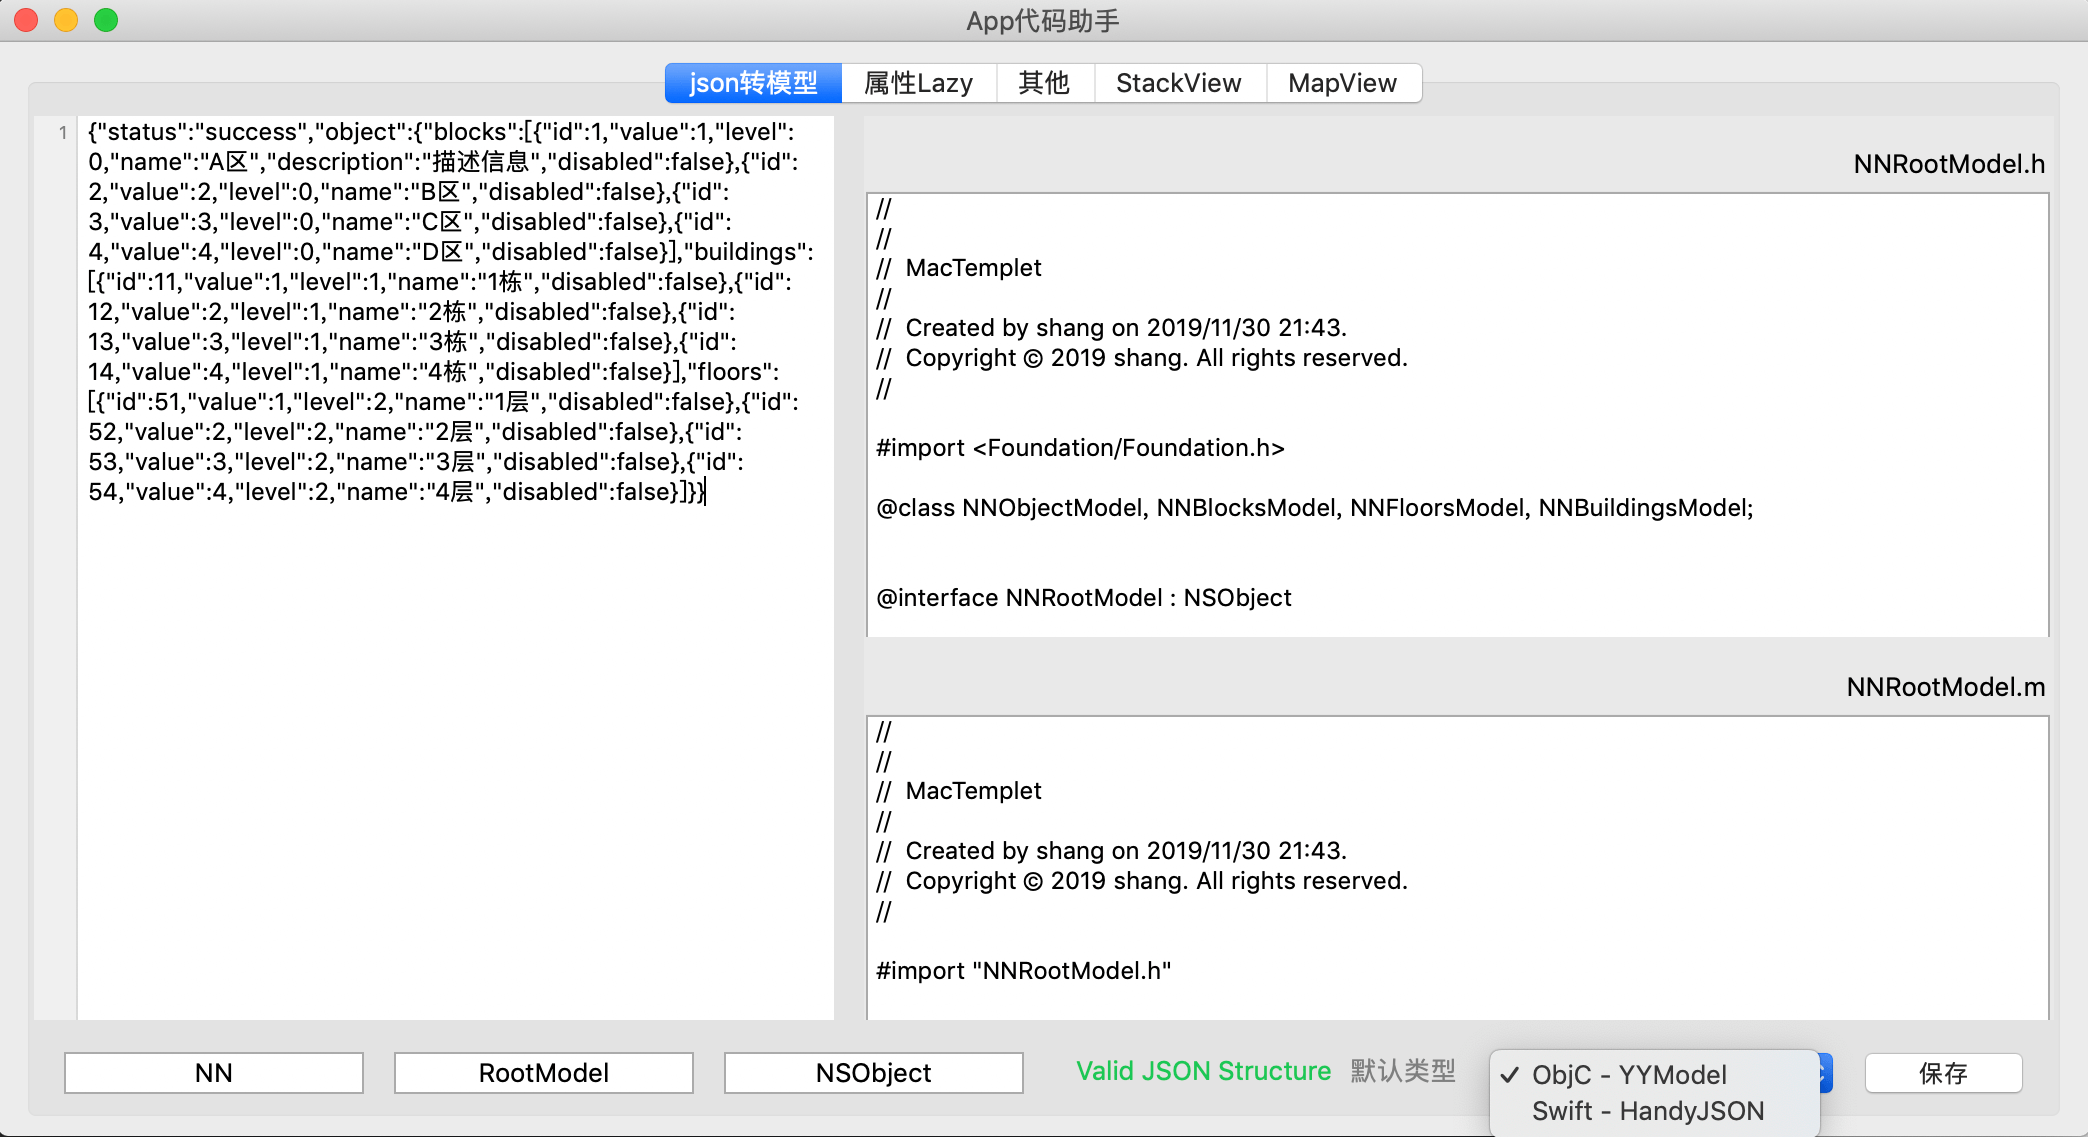 App代码助手
json转模型 属性Lazy 其他 StackView MapView
1
{"status":"success","object":{"blocks":[{"id":1,"value":1,"level":
0,"name":"A区","description":"描述信息","disabled":false},{"id":
2,"value":2,"level":0,"name":"B区","disabled":false},{"id":
3,"value":3,"level":0,"name":"C区","disabled":false},{"id":
4,"value":4,"level":0,"name":"D区","disabled":false}],"buildings":
[{"id":11,"value":1,"level":1,"name":"1栋","disabled":false},{"id":
12,"value":2,"level":1,"name":"2栋","disabled":false},{"id":
13,"value":3,"level":1,"name":"3栋","disabled":false},{"id":
14,"value":4,"level":1,"name":"4栋","disabled":false}],"floors":
[{"id":51,"value":1,"level":2,"name":"1层","disabled":false},{"id":
52,"value":2,"level":2,"name":"2层","disabled":false},{"id":
53,"value":3,"level":2,"name":"3层","disabled":false},{"id":
54,"value":4,"level":2,"name":"4层","disabled":false}]}}
NNRootModel.h
//
//
// MacTemplet
//
// Created by shang on 2019/11/30 21:43.
// Copyright © 2019 shang. All rights reserved.
//
#import <Foundation/Foundation.h>
@class NNObjectModel, NNBlocksModel, NNFloorsModel, NNBuildingsModel;
@interface NNRootModel : NSObject
NNRootModel.m
//
//
// MacTemplet
//
// Created by shang on 2019/11/30 21:43.
// Copyright © 2019 shang. All rights reserved.
//
#import "NNRootModel.h"
NN RootModel NSObject Valid JSON Structure 默认类型 ✓ ObjC - YYModel 保存
Swift - HandyJSON